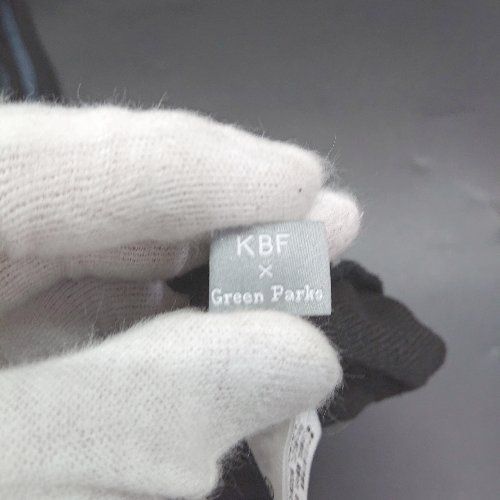 KBF
×
Green Parks